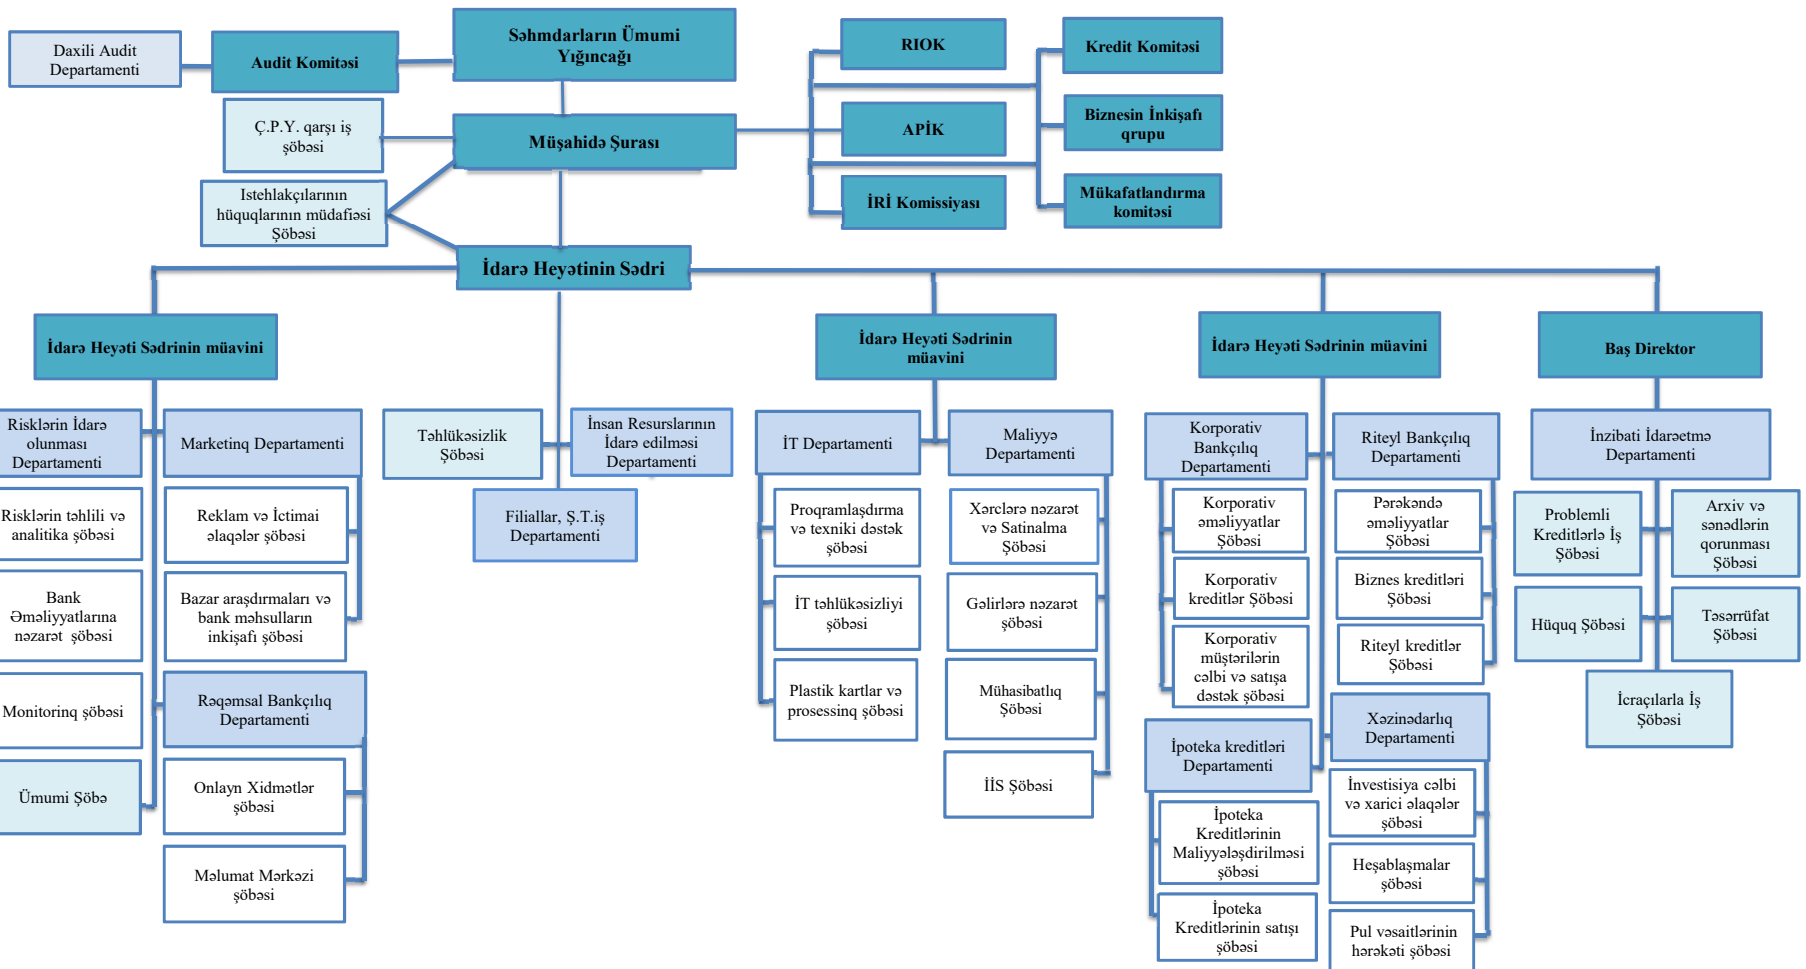 Daxili Audit
Departamenti
Audit Komitəsi
Səhmdarların Ümumi
Yığıncağı
RIOK
Kredit Komitəsi
Ç.P.Y. qarşı iş
şöbəsi
Müşahidə Şurası
APİK
Biznesin İnkişafı
qrupu
Istehlakçılarının
hüquqlarının müdafiəsi
Şöbəsi
İRİ Komissiyası
Mükafatlandırma
komitəsi
İdarə Heyətinin Sədri
İdarə Heyəti Sədrinin müavini
İdarə Heyəti Sədrinin
müavini
İdarə Heyəti Sədrinin müavini
Baş Direktor
Risklərin İdarə
olunması
Departamenti
Marketinq Departamenti
Təhlükəsizlik
Şöbəsi
İnsan Resurslarının
İdarə edilməsi
Departamenti
İT Departamenti
Maliyyə
Departamenti
Korporativ
Bankçılıq
Departamenti
Riteyl Bankçılıq
Departamenti
İnzibati İdarəetmə
Departamenti
Risklərin təhlili və
analitika şöbəsi
Reklam və İctimai
əlaqələr şöbəsi
Filiallar, Ş.T.iş
Departamenti
Proqramlaşdırma
və texniki dəstək
şöbəsi
Xərclərə nəzarət
və Satinalma
Şöbəsi
Korporativ
əməliyyatlar
Şöbəsi
Pərəkəndə
əməliyyatlar
Şöbəsi
Problemli
Kreditlərlə İş
Şöbəsi
Arxiv və
sənədlərin
qorunması
Şöbəsi
Bank
Əməliyyatlarına
nəzarət şöbəsi
Bazar araşdırmaları və
bank məhsulların
inkişafı şöbəsi
İT təhlükəsizliyi
şöbəsi
Gəlirlərə nəzarət
şöbəsi
Korporativ
kreditlər Şöbəsi
Biznes kreditləri
Şöbəsi
Hüquq Şöbəsi
Təsərrüfat
Şöbəsi
Monitorinq şöbəsi
Rəqəmsal Bankçılıq
Departamenti
Plastik kartlar və
prosessinq şöbəsi
Mühasibatlıq
Şöbəsi
Korporativ
müştərilərin
cəlbi və satışa
dəstək şöbəsi
Riteyl kreditlər
Şöbəsi
İcraçılarla İş
Şöbəsi
Ümumi Şöbə
Onlayn Xidmətlər
şöbəsi
İİS Şöbəsi
İpoteka kreditləri
Departamenti
Xəzinədarlıq
Departamenti
Məlumat Mərkəzi
şöbəsi
İpoteka
Kreditlərinin
Maliyyələşdirilməsi
şöbəsi
İnvestisiya cəlbi
və xarici əlaqələr
şöbəsi
Heşablaşmalar
şöbəsi
İpoteka
Kreditlərinin satışı
şöbəsi
Pul vəsaitlərinin
hərəkəti şöbəsi